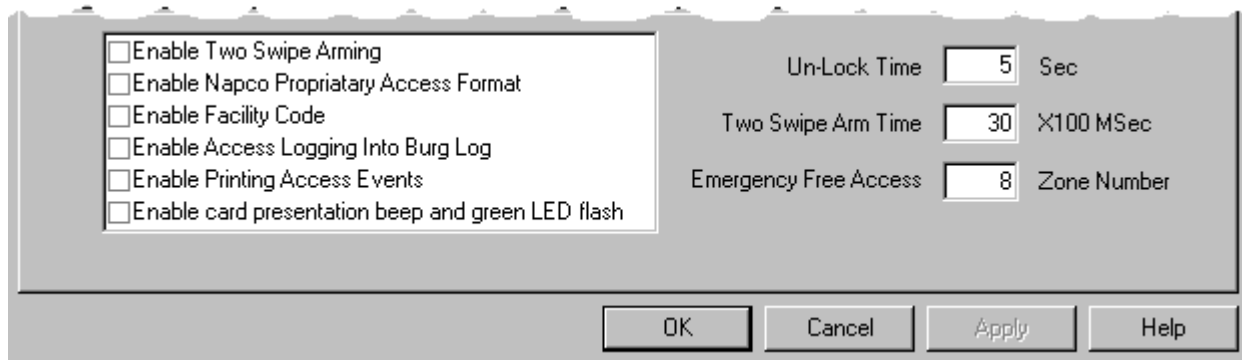 Enable Two Swipe Arming
Enable Napco Propriatary Access Format
Enable Facility Code
Enable Access Logging Into Burg Log
Enable Printing Access Events
Enable card presentation beep and green LED flash
Un-Lock Time 5 Sec
Two Swipe Arm Time 30 X100 MSec
Emergency Free Access 8 Zone Number
OK Cancel Apply Help